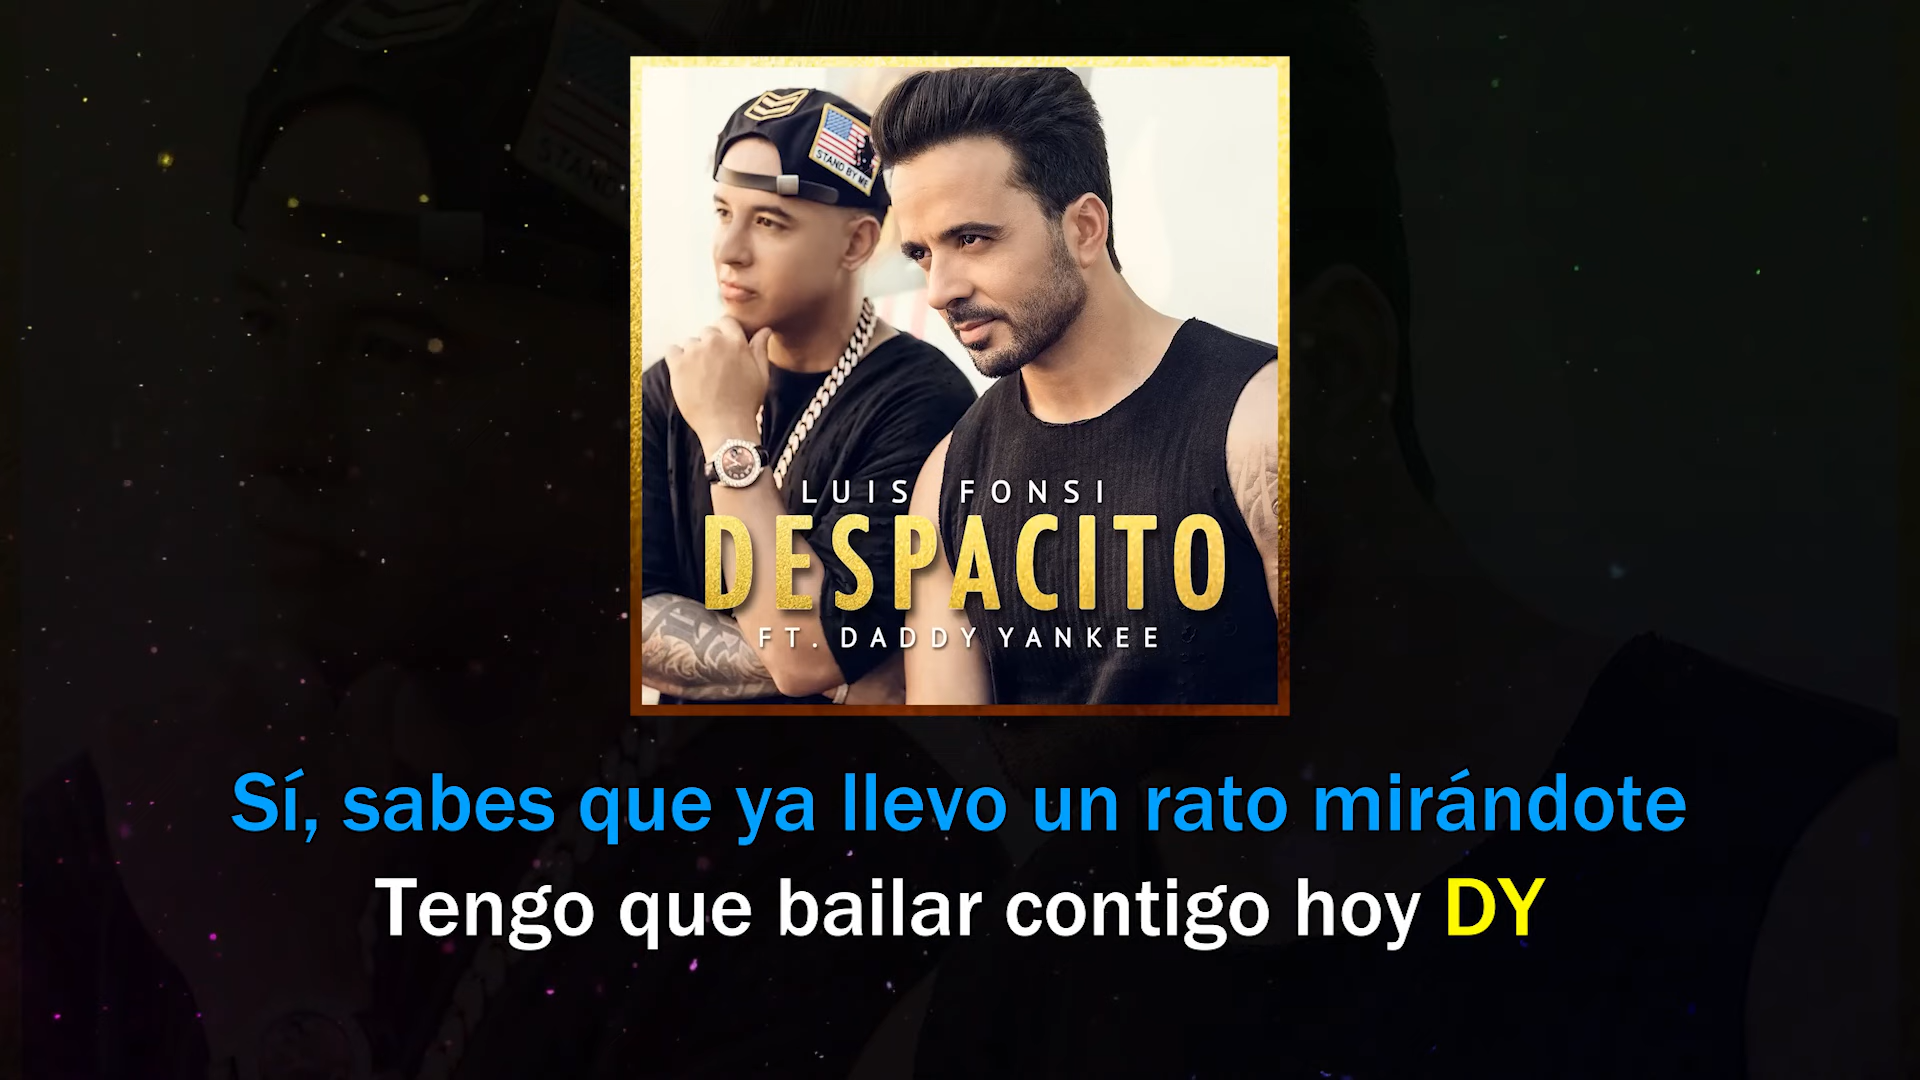 STAND BY ME
LUIS FONSI
DESPACITO
FT. DADDY YANKEE
Sí, sabes que ya llevo un rato mirándote
Tengo que bailar contigo hoy DY